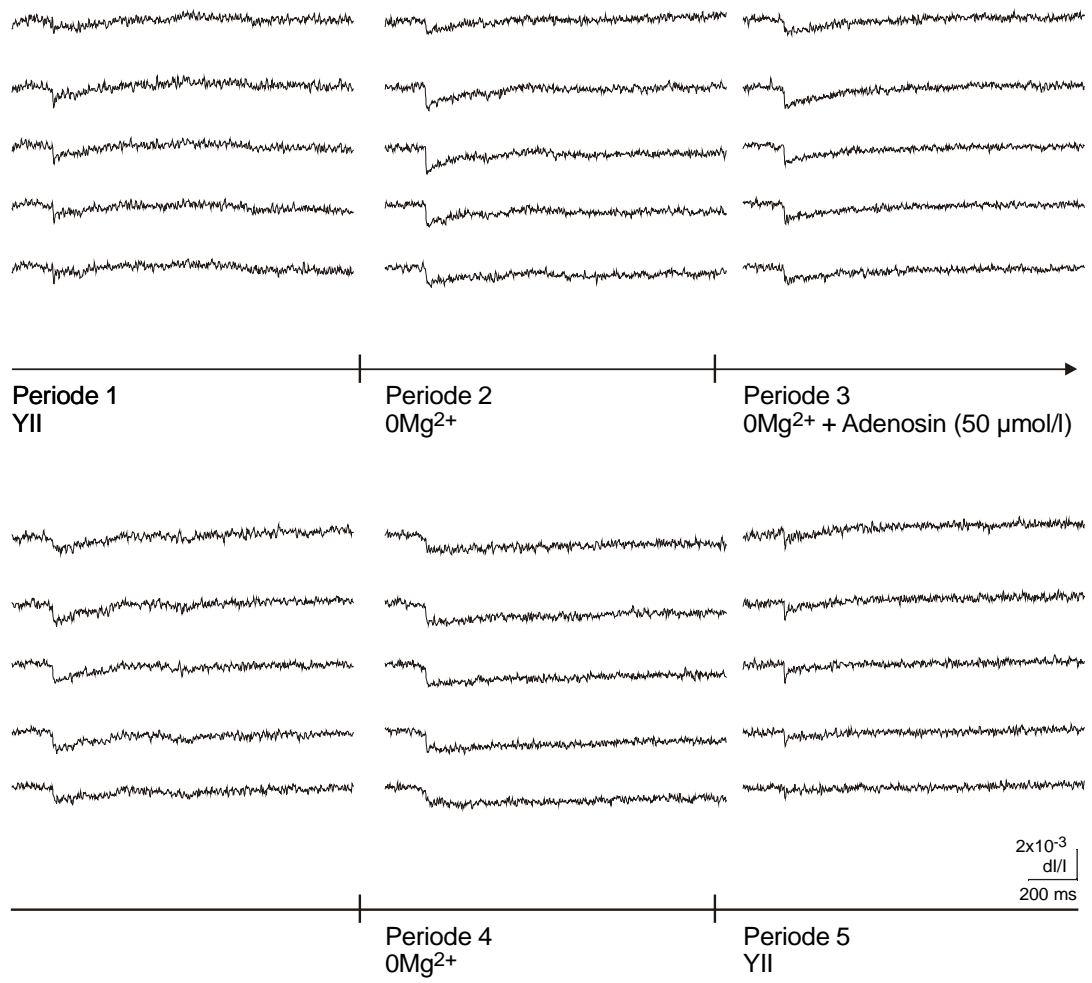 Periode 1
YII
Periode 2
0Mg2+
Periode 3
0Mg2+ + Adenosin (50 µmol/l)
2x10-3
dI/I
200 ms
Periode 4
0Mg2+
Periode 5
YII